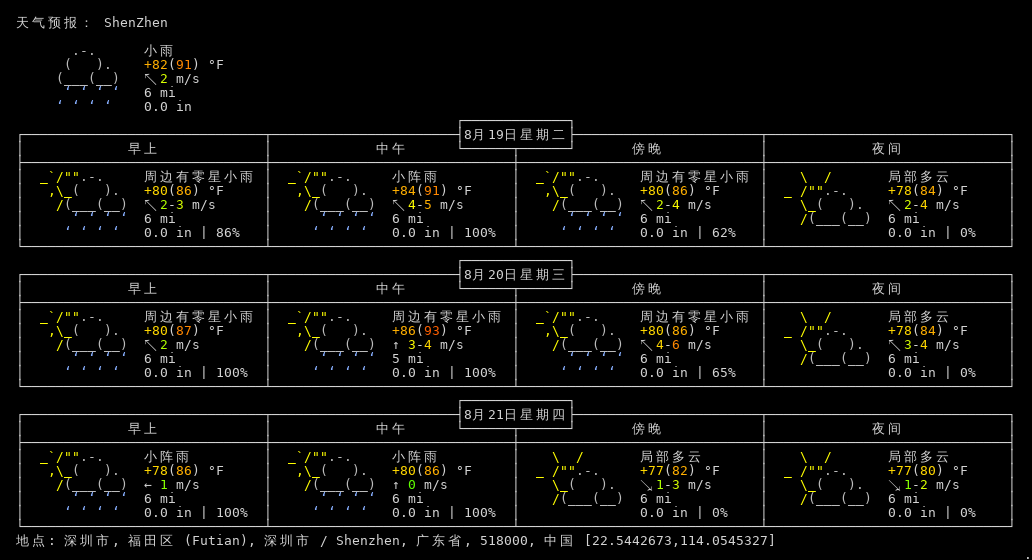 天气预报： ShenZhen
小雨
+82(91) °F
↖ 2 m/s
6 mi
0.0 in
8月19日星期二
早上 中午 傍晚 夜间
周边有零星小雨 小阵雨 周边有零星小雨 局部多云
+80(86) °F +84(91) °F +80(86) °F +78(84) °F
↖ 2-3 m/s ↖ 4-5 m/s ↖ 2-4 m/s ↖ 2-4 m/s
6 mi 6 mi 6 mi 6 mi
0.0 in | 86% 0.0 in | 100% 0.0 in | 62% 0.0 in | 0%
8月20日星期三
早上 中午 傍晚 夜间
周边有零星小雨 周边有零星小雨 周边有零星小雨 局部多云
+80(87) °F +86(93) °F +80(86) °F +78(84) °F
↖ 2 m/s ↑ 3-4 m/s ↖ 4-6 m/s ↖ 3-4 m/s
6 mi 5 mi 6 mi 6 mi
0.0 in | 100% 0.0 in | 100% 0.0 in | 65% 0.0 in | 0%
8月21日星期四
早上 中午 傍晚 夜间
小阵雨 小阵雨 局部多云 局部多云
+78(86) °F +80(86) °F +77(82) °F +77(80) °F
← 1 m/s ↑ 0 m/s ↘ 1-3 m/s ↘ 1-2 m/s
6 mi 6 mi 6 mi 6 mi
0.0 in | 100% 0.0 in | 100% 0.0 in | 0% 0.0 in | 0%
地点: 深圳市, 福田区 (Futian), 深圳市 / Shenzhen, 广东省, 518000, 中国 [22.5442673,114.0545327]